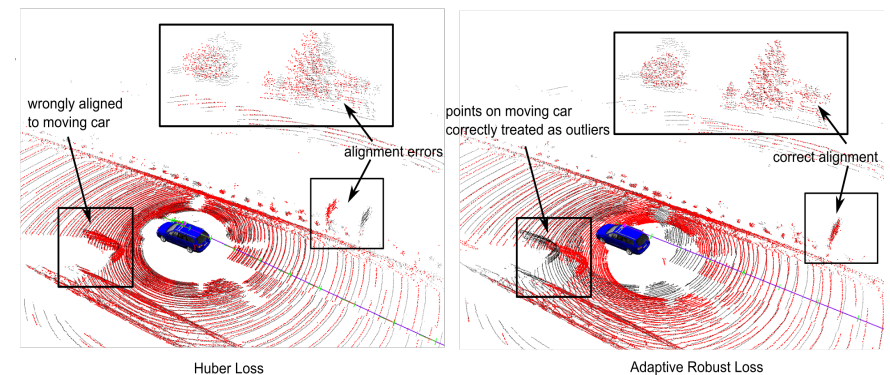 wrongly aligned
to moving car
alignment errors
Huber Loss
points on moving car
correctly treated as outliers
correct alignment
Adaptive Robust Loss